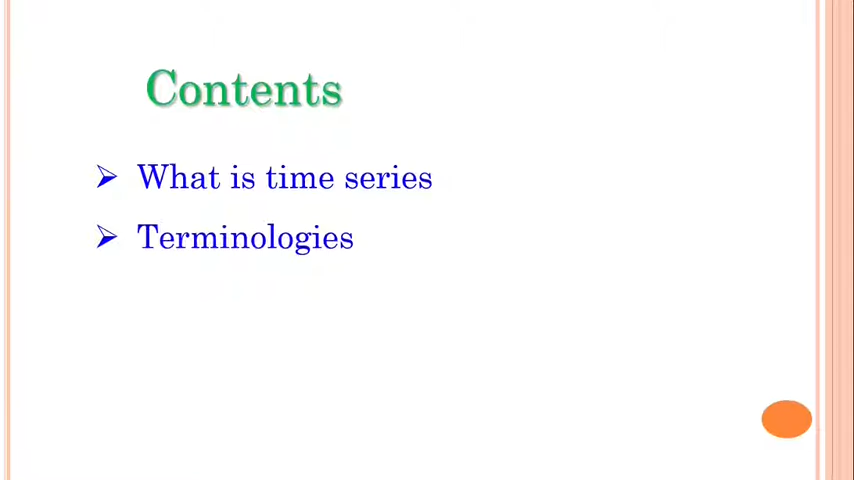 Contents
➢ What is time series
➢ Terminologies